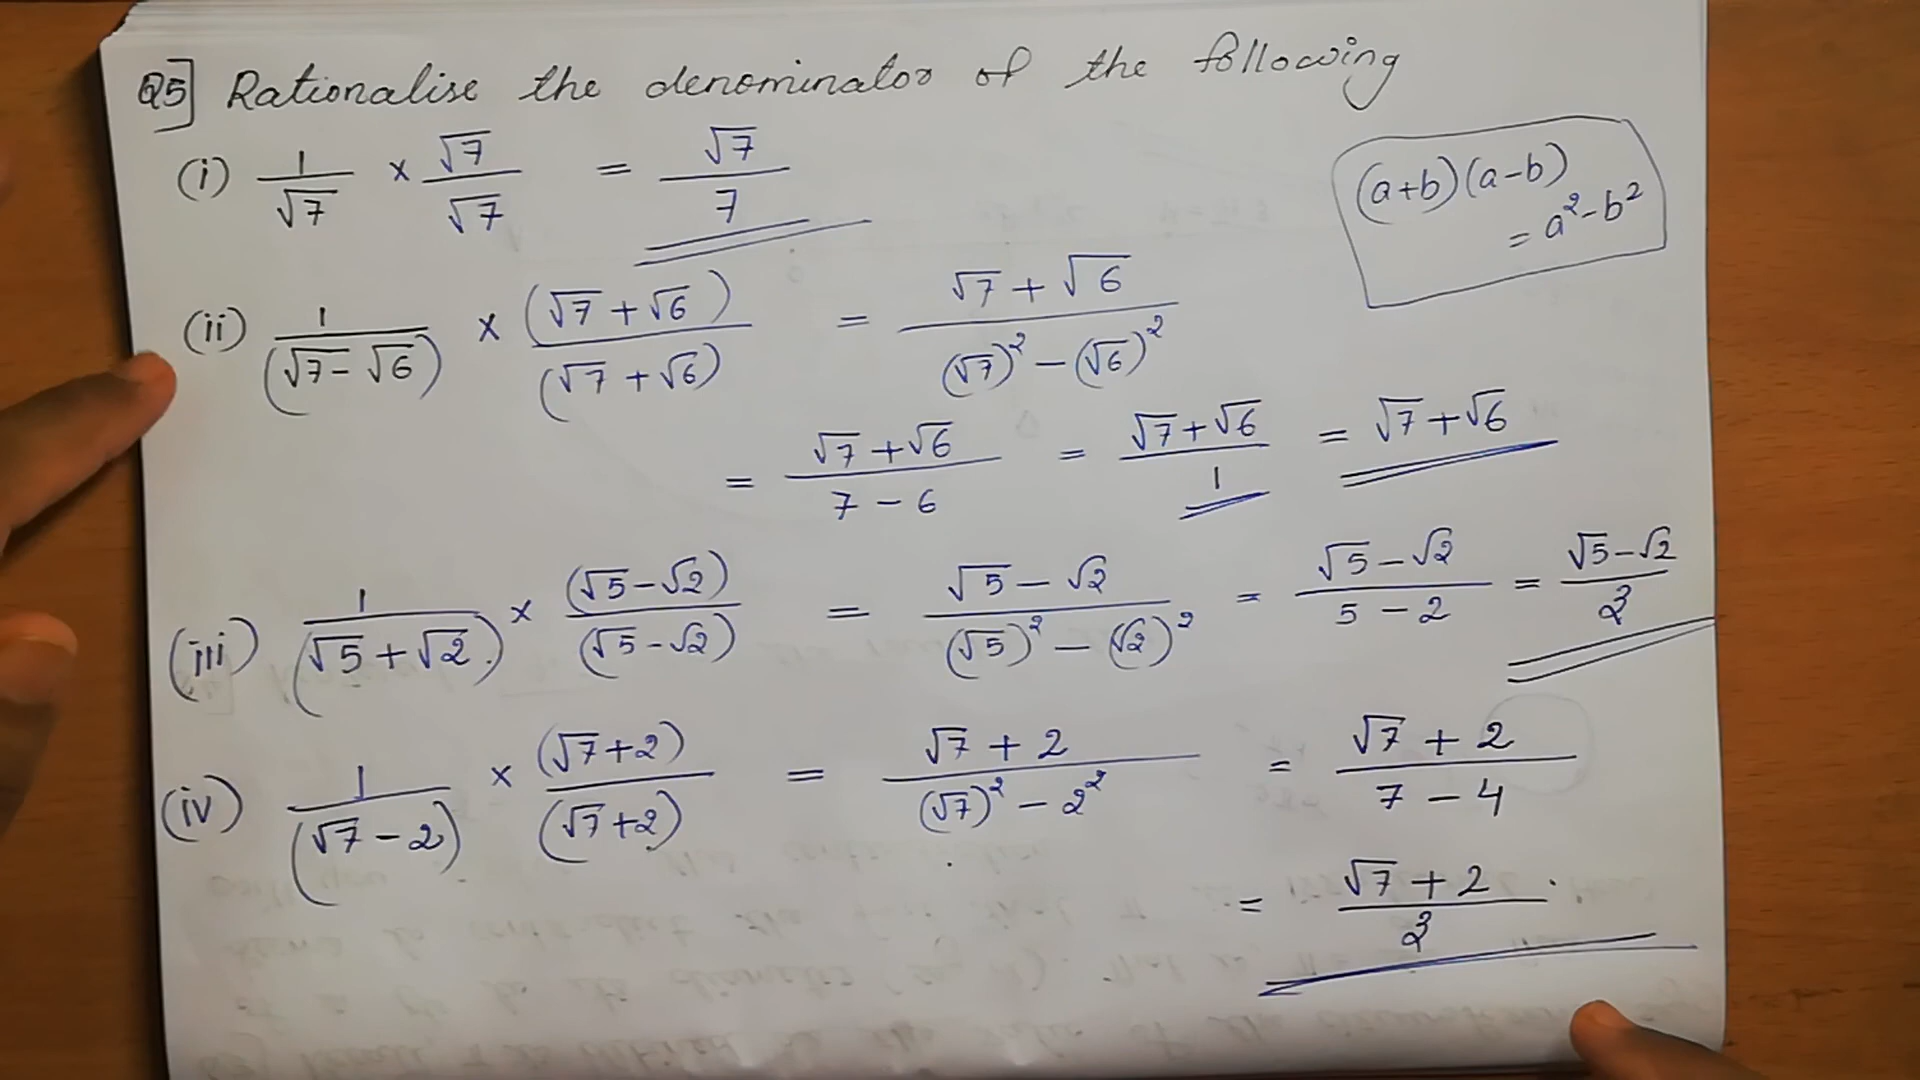 Q5] Rationalise the denominator of the following
(i) 1/√7 × √7/√7 = √7/7
(a+b)(a-b)
= a²-b²
(ii) 1/(√7-√6) × (√7+√6)/(√7+√6) = √7+√6/(√7)²-(√6)²
= √7+√6/7-6 = √7+√6/1 = √7+√6
(iii) 1/(√5+√2) × (√5-√2)/(√5-√2) = √5-√2/(√5)²-(√2)² = √5-√2/5-2 = √5-√2/3
(iv) 1/(√7-2) × (√7+2)/(√7+2) = √7+2/(√7)²-2² = √7+2/7-4
= √7+2/3